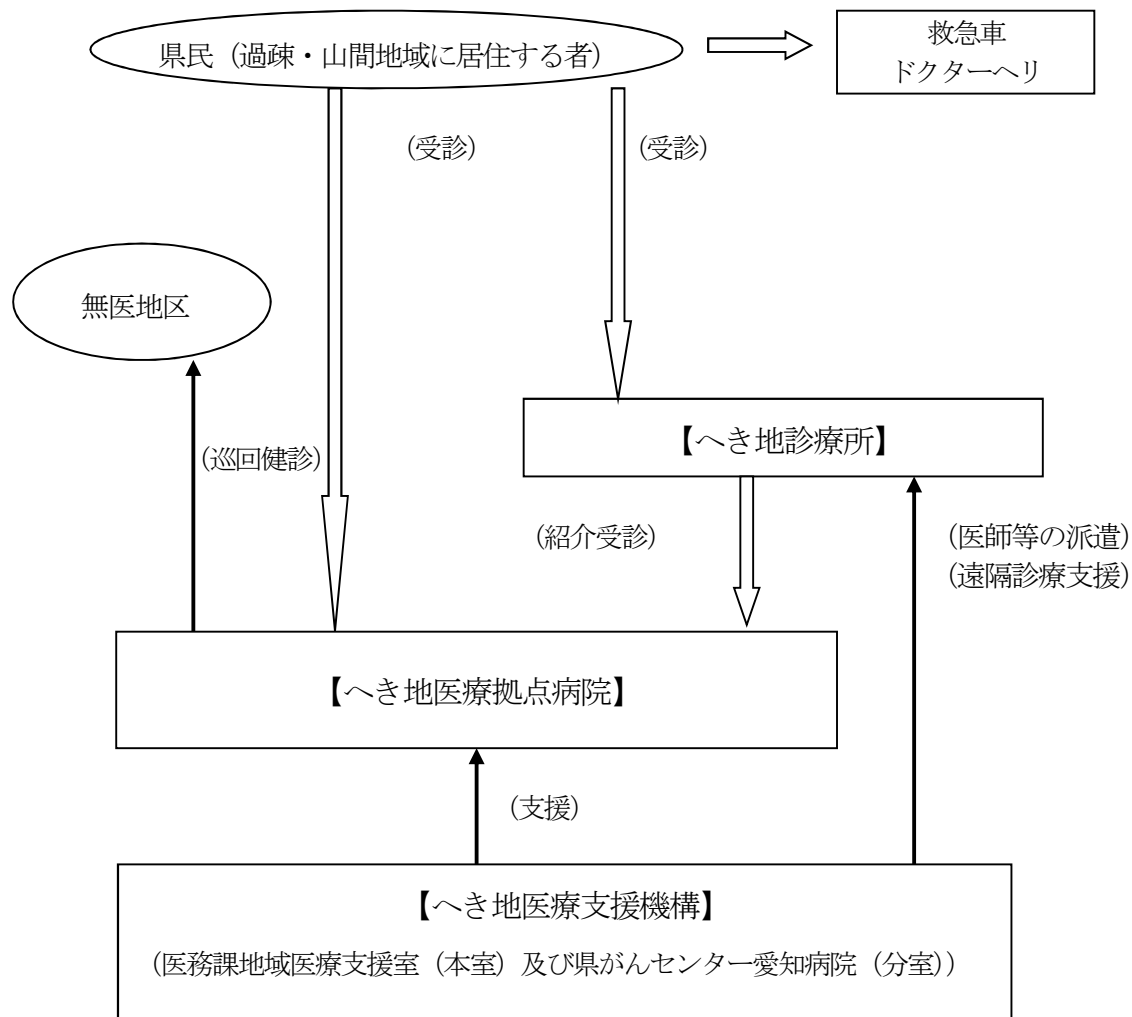 県民（過疎・山間地域に居住する者）
救急車
ドクターヘリ
（受診）
（受診）
無医地区
【へき地診療所】
（巡回健診）
（紹介受診）
（医師等の派遣）
（遠隔診療支援）
【へき地医療拠点病院】
（支援）
【へき地医療支援機構】
（医務課地域医療支援室（本室）及び県がんセンター愛知病院（分室））